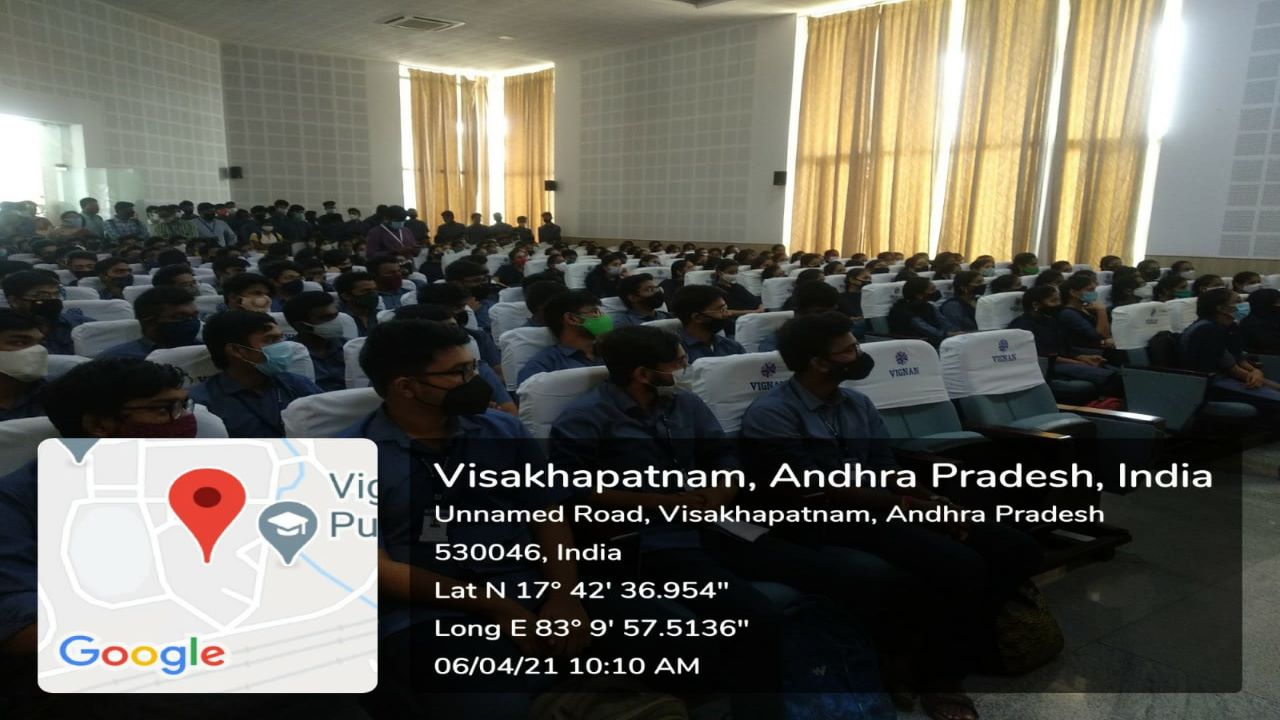 VIGNAN
VIGNAN
Visakhapatnam, Andhra Pradesh, India
Unnamed Road, Visakhapatnam, Andhra Pradesh
530046, India
Lat N 17° 42' 36.954"
Long E 83° 9' 57.5136"
06/04/21 10:10 AM
Google